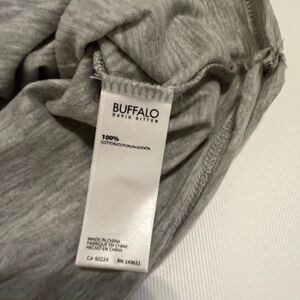 BUFFALO
DAVID BITTON
100%
COTTON/COTON/ALGODÓN
MADE IN CHINA
FABRIQUÉ EN CHINE
HECHO EN CHINA
CA 60234 RN 149651